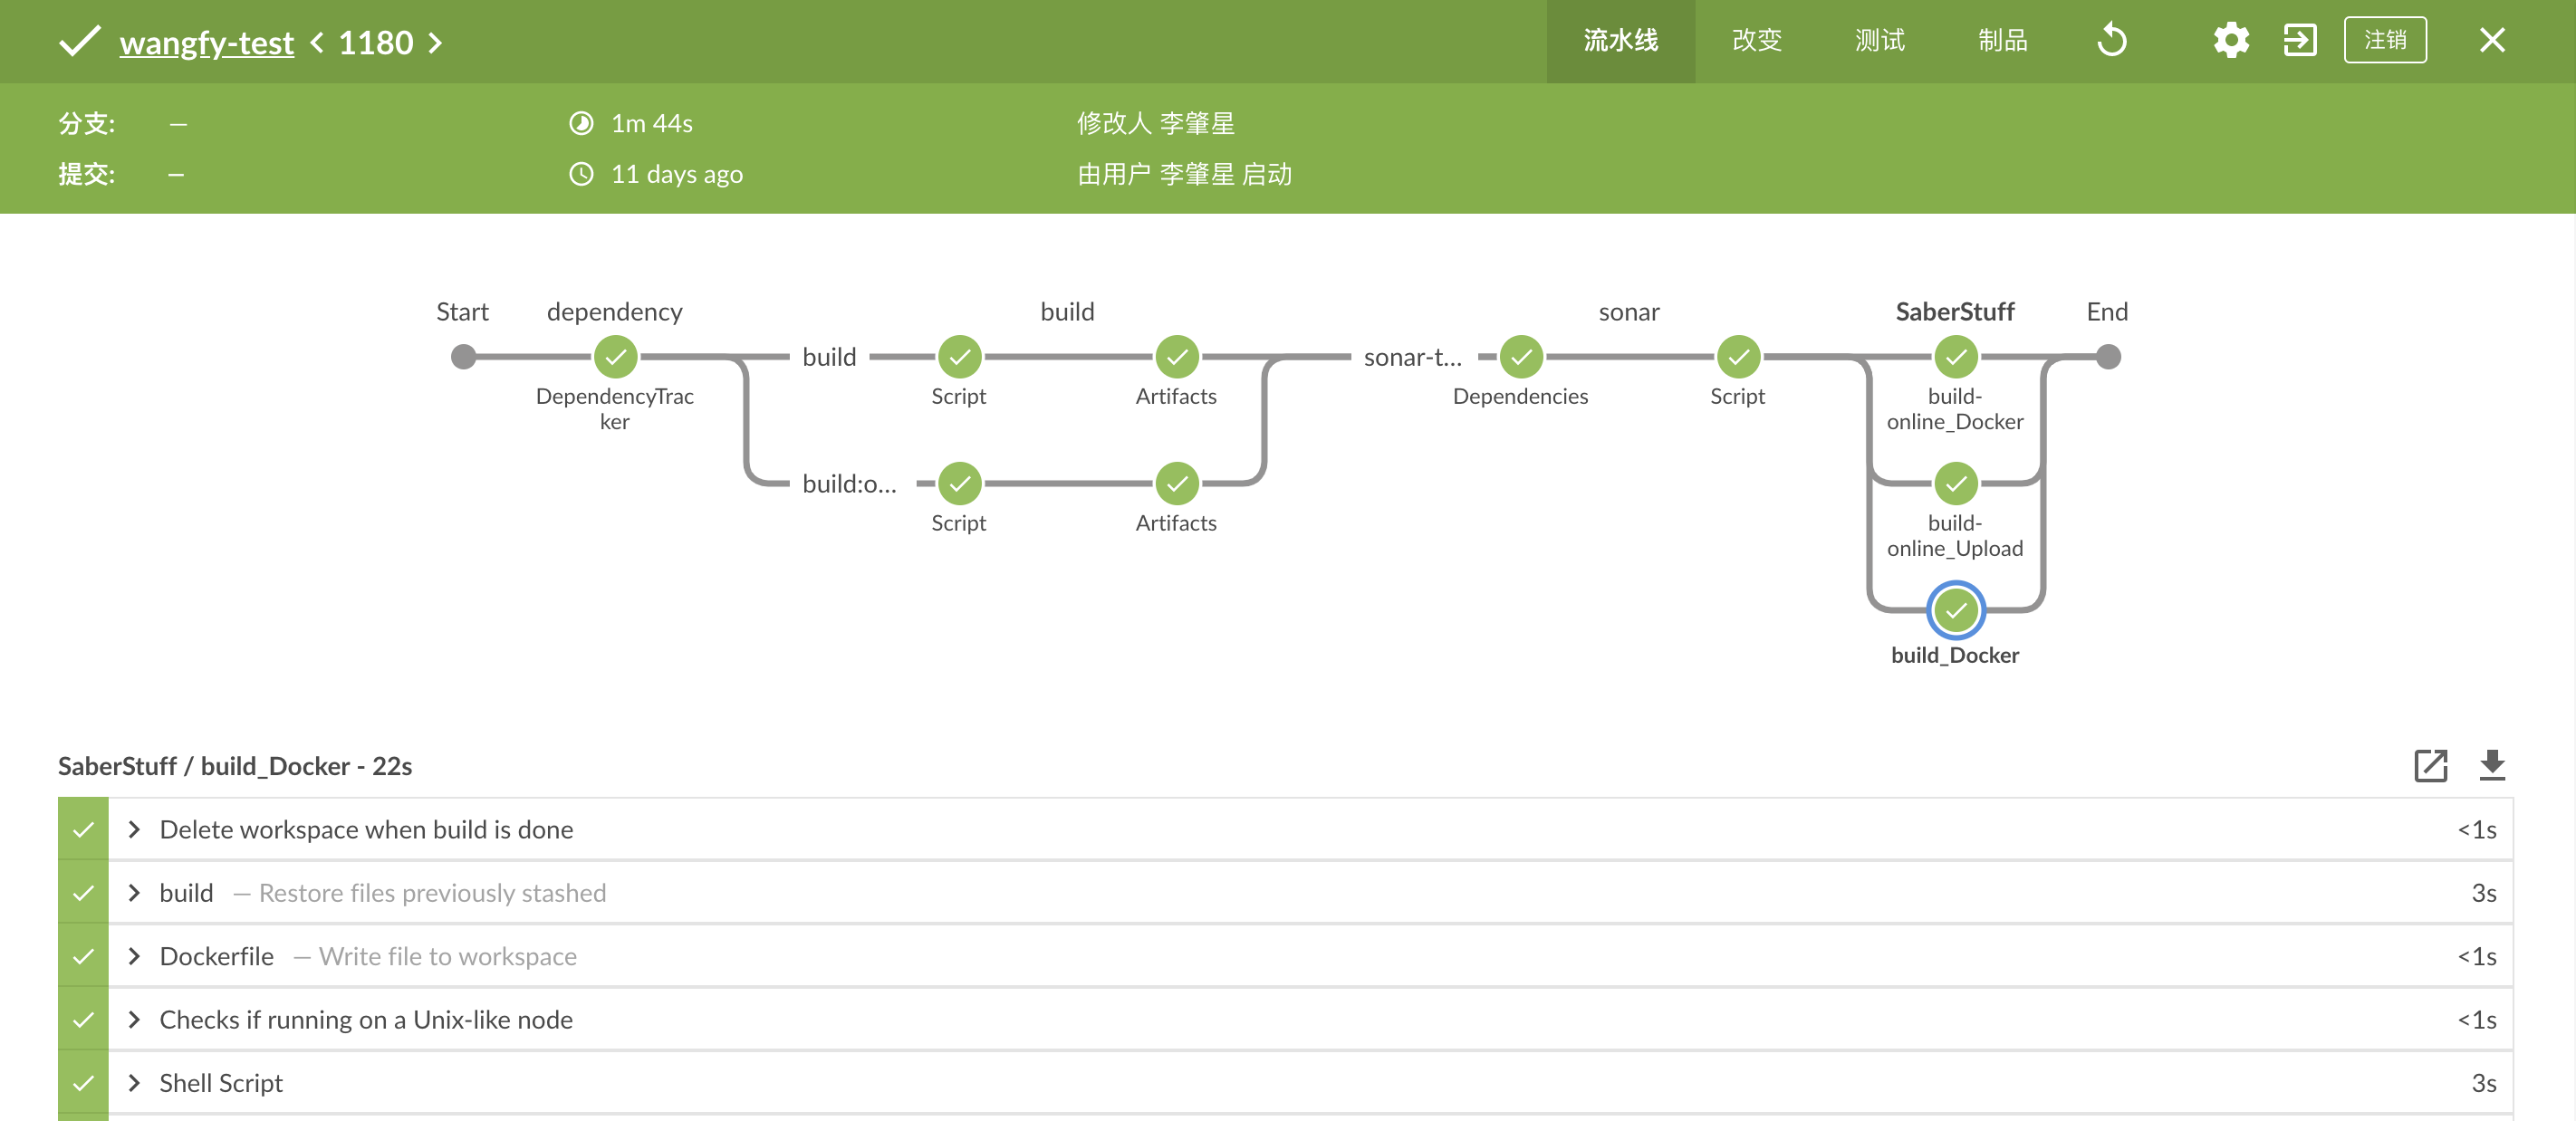 wangfy-test < 1180 >
流水线 改变 测试 制品 注销
分支: —
1m 44s
修改人 李肇星
提交: —
11 days ago
由用户 李肇星 启动
Start dependency build sonar SaberStuff End
build sonar-t...
DependencyTrac
ker
Script Artifacts Dependencies Script
build-
online_Docker
build:o...
Script Artifacts
build-
online_Upload
build_Docker
SaberStuff / build_Docker - 22s
Delete workspace when build is done <1s
build — Restore files previously stashed 3s
Dockerfile — Write file to workspace <1s
Checks if running on a Unix-like node <1s
Shell Script 3s